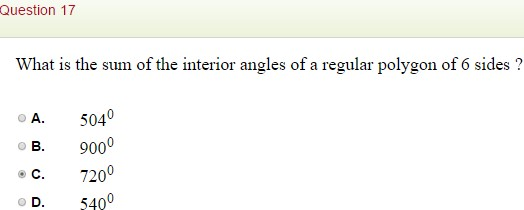 Question 17
What is the sum of the interior angles of a regular polygon of 6 sides ?
A. 504⁰
B. 900⁰
C. 720⁰
D. 540⁰